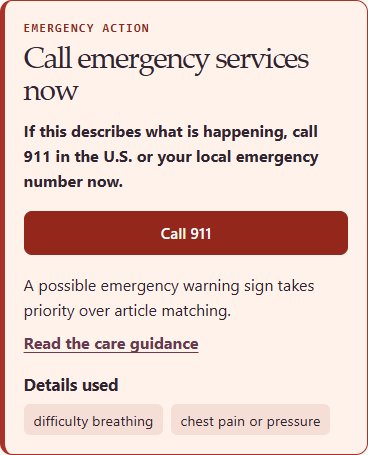 EMERGENCY ACTION
Call emergency services
now
If this describes what is happening, call
911 in the U.S. or your local emergency
number now.
Call 911
A possible emergency warning sign takes
priority over article matching.
Read the care guidance
Details used
difficulty breathing
chest pain or pressure